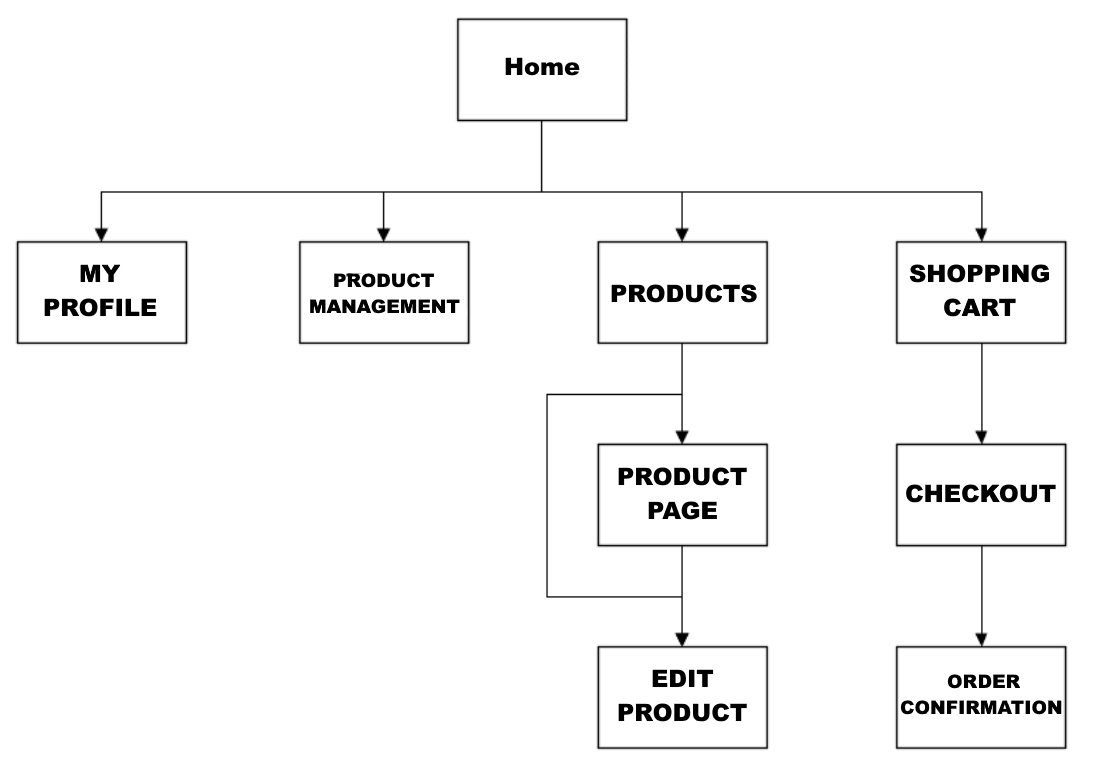 Home
MY
PROFILE
PRODUCT
MANAGEMENT
PRODUCTS
SHOPPING
CART
PRODUCT
PAGE
CHECKOUT
EDIT
PRODUCT
ORDER
CONFIRMATION